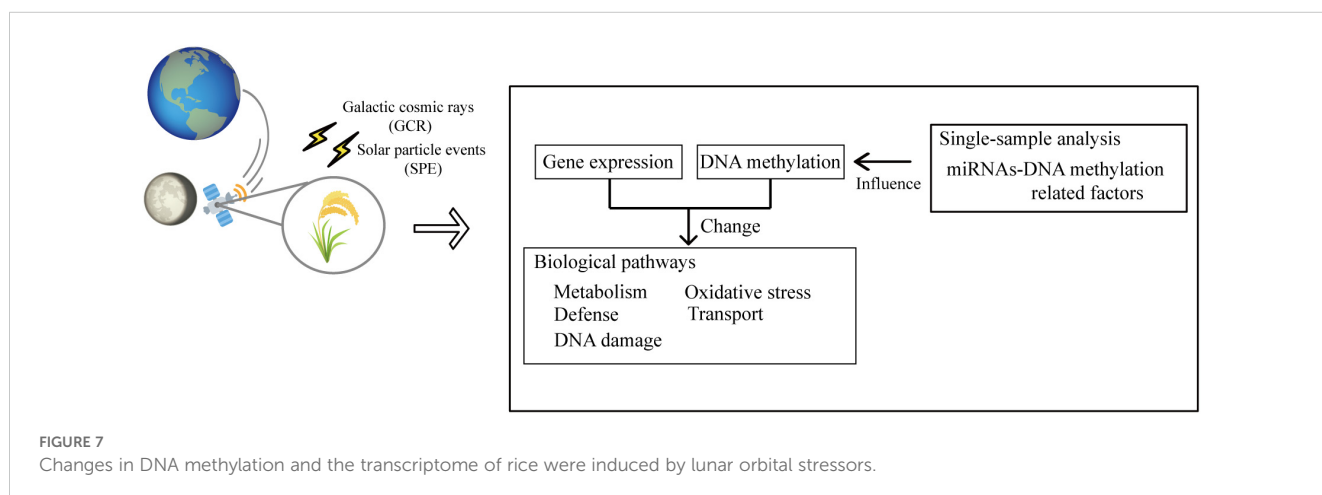 Galactic cosmic rays
(GCR)
Solar particle events
(SPE)
Gene expression
DNA methylation
Influence
Single-sample analysis
miRNAs-DNA methylation
related factors
Change
Biological pathways
Metabolism Oxidative stress
Defense Transport
DNA damage
FIGURE 7
Changes in DNA methylation and the transcriptome of rice were induced by lunar orbital stressors.